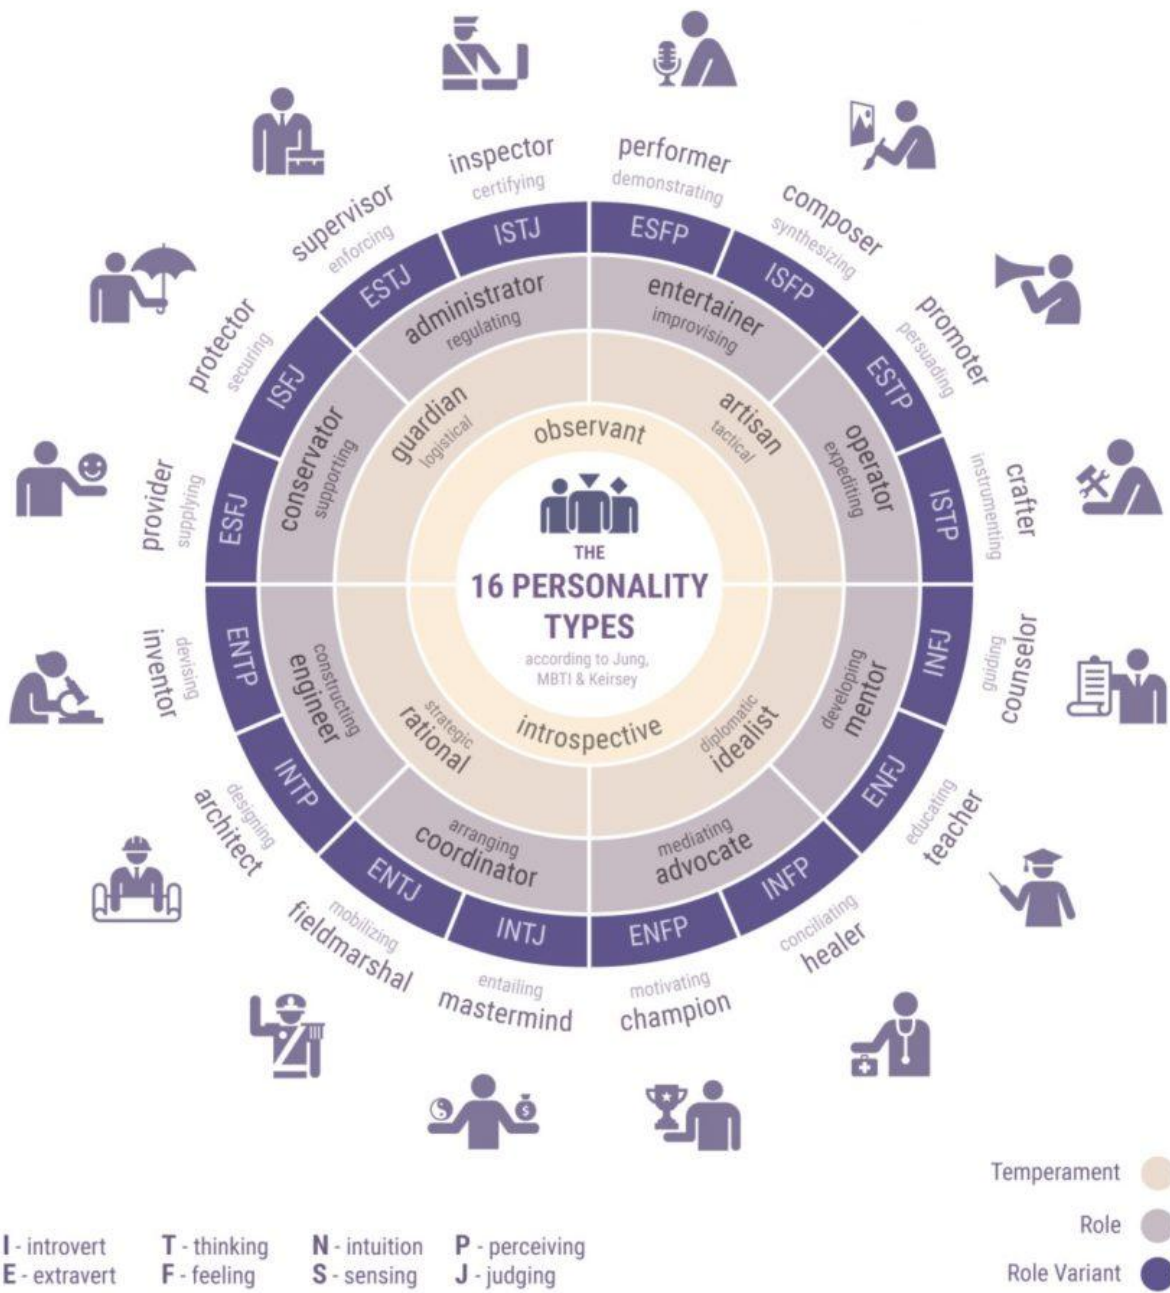 inspector
certifying
performer
demonstrating
composer
synthesizing
promoter
persuading
crafter
instrumenting
counselor
guiding
teacher
educating
healer
conciliating
champion
motivating
mastermind
entailing
fieldmarshal
mobilizing
architect
designing
inventor
devising
provider
supplying
protector
securing
supervisor
enforcing
ISTJ
ESFP
ISFP
ESTP
ISTP
INFJ
ENFJ
INFP
ENFP
INTJ
ENTJ
INTP
ENTP
ESFJ
ISFJ
ESTJ
administrator
regulating
entertainer
improvising
operator
expediting
developing
mentor
mediating
advocate
arranging
coordinator
constructing
engineer
conservator
supporting
guardian
logistical
artisan
tactical
diplomatic
idealist
strategic
rational
observant
introspective
THE
16 PERSONALITY
TYPES
according to Jung,
MBTI & Keirsey
$
Temperament
Role
Role Variant
I - introvert
E - extravert
T - thinking
F - feeling
N - intuition
S - sensing
P - perceiving
J - judging